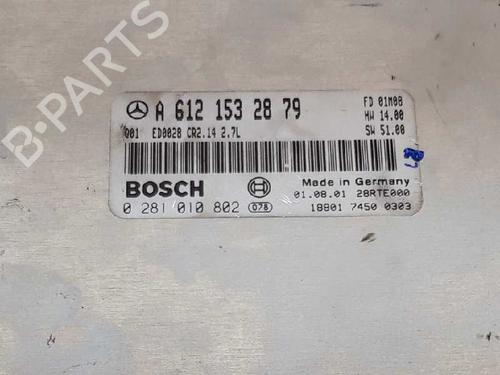 B-PARTS
A 612 153 28 79
FD 01M08
HW 14.00
SW 51.00
Q01 ED0028 CR2.14 2.7L
BOSCH
Made in Germany
01.08.01 28RTE000
0 281 010 802 078
18801 7450 0303